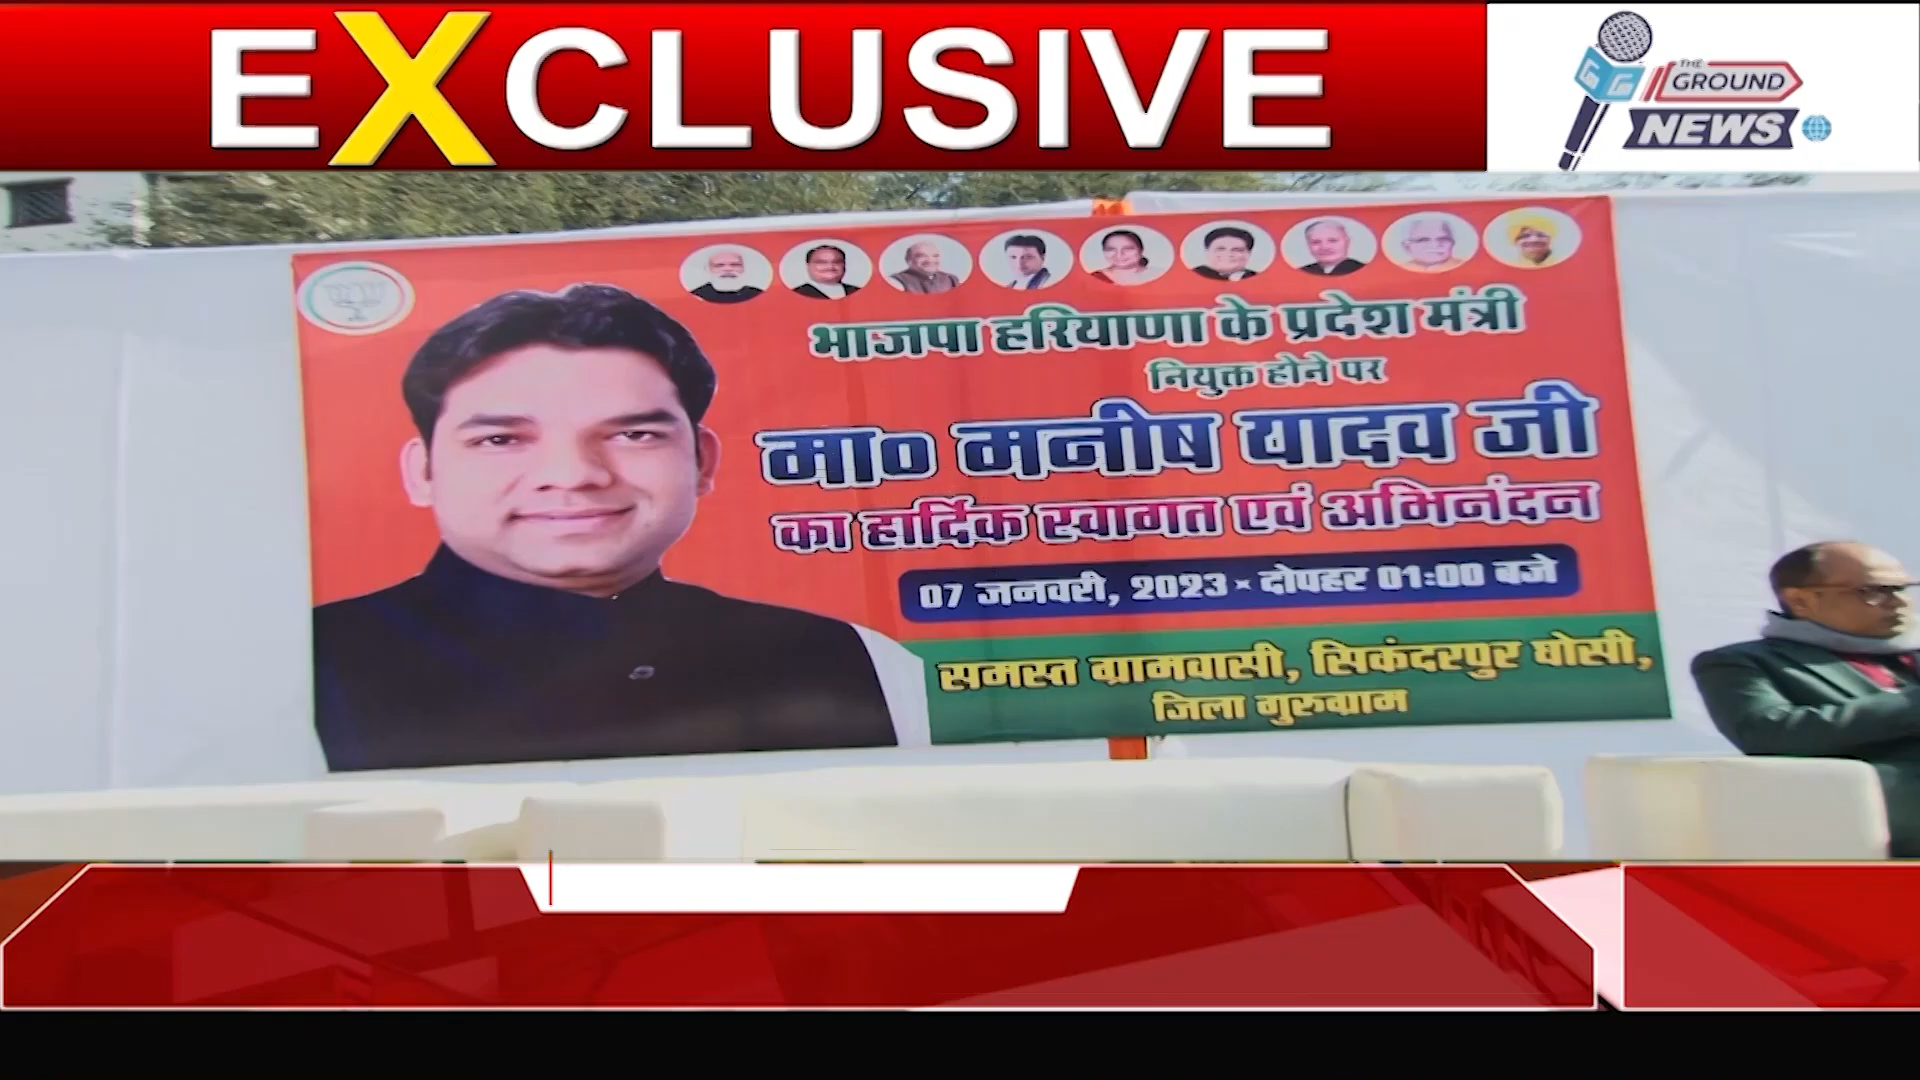 EXCLUSIVE
THE
GROUND
NEWS
भाजपा हरियाणा के प्रदेश मंत्री
नियुक्त होने पर
मा० मनीष यादव जी
का हार्दिक स्वागत एवं अभिनंदन
07 जनवरी, 2023 × दोपहर 01:00 बजे
समस्त ग्रामवासी, सिकंदरपुर घोसी,
जिला गुरुग्राम